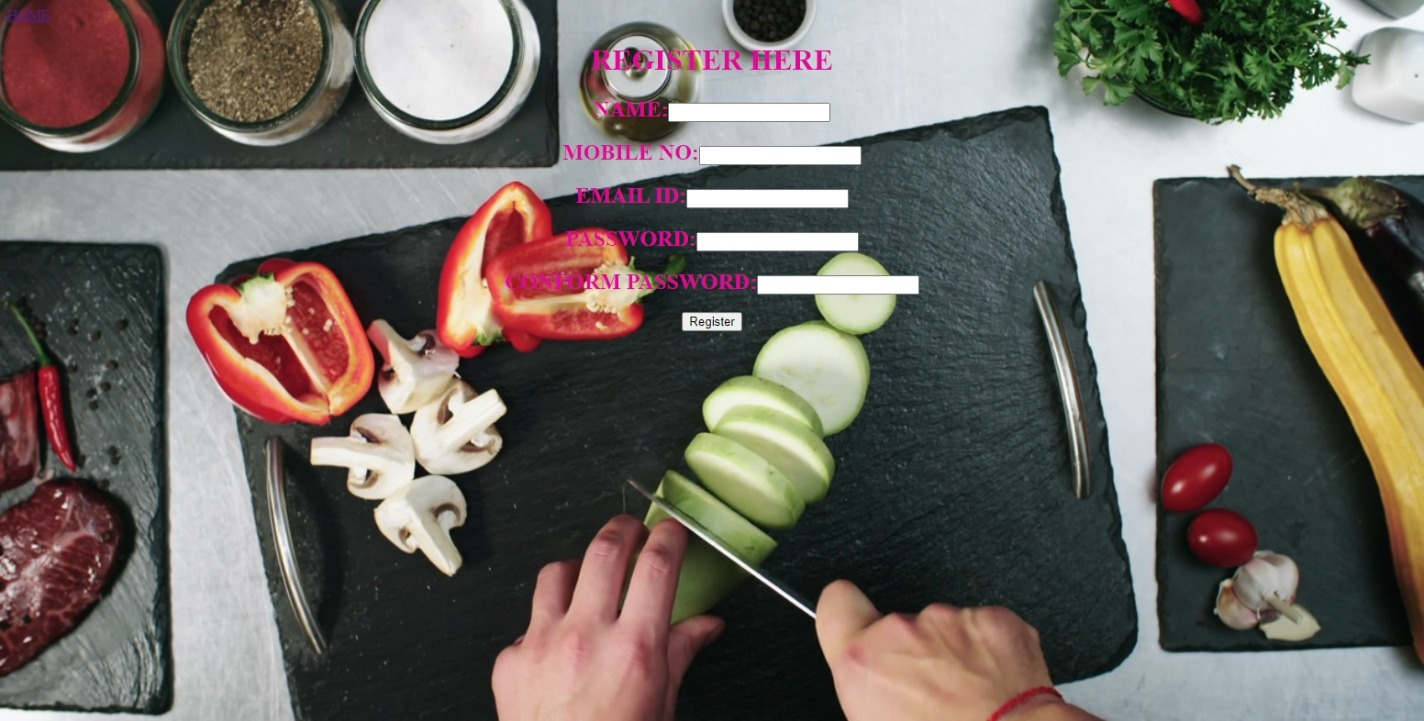 HOME
REGISTER HERE
NAME:
MOBILE NO:
EMAIL ID:
PASSWORD:
CONFORM PASSWORD:
Register